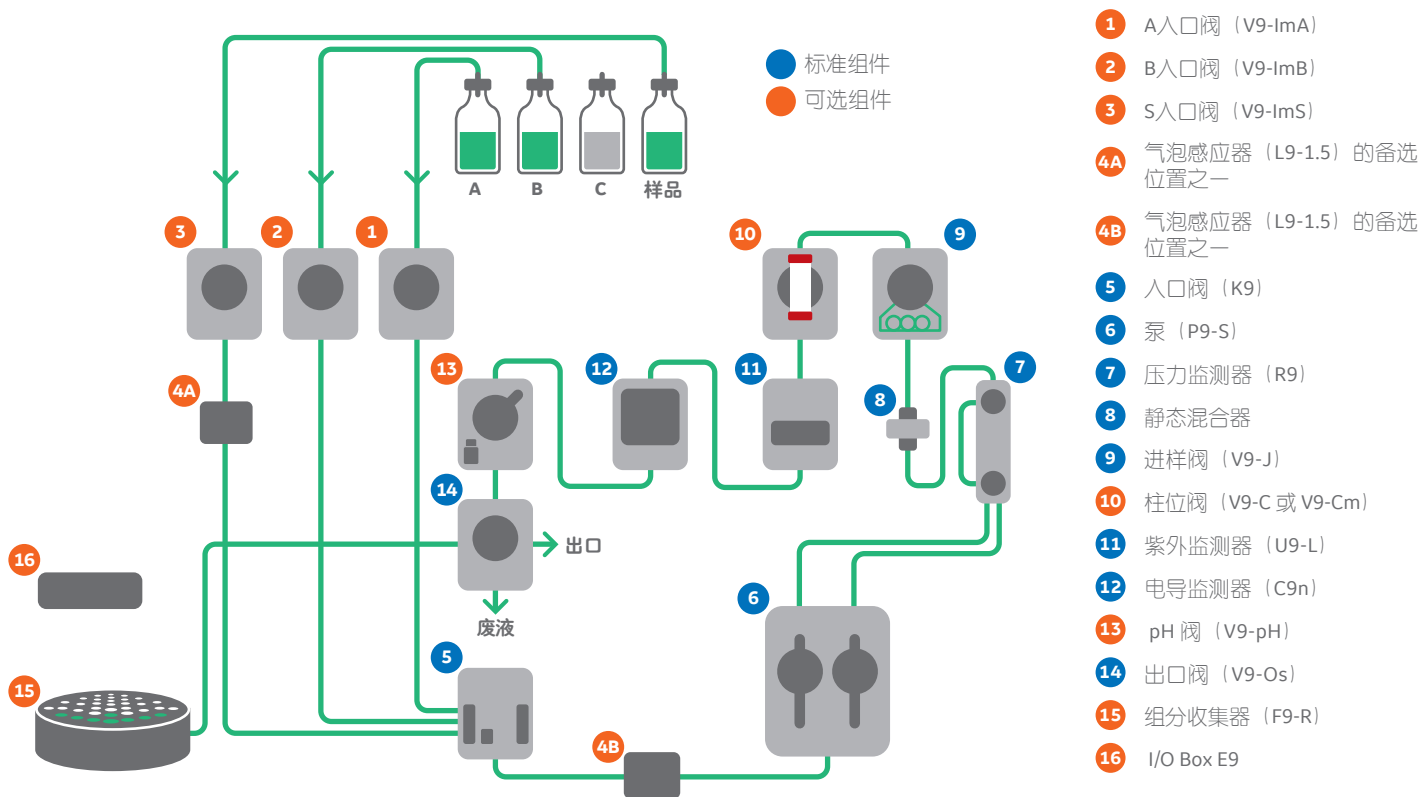 标准组件
可选组件
A
B
C
样品
3
2
1
10
9
4A
13
12
11
8
7
14
出口
16
废液
6
5
15
4B
1 A入口阀（V9-ImA）
2 B入口阀（V9-ImB）
3 S入口阀（V9-ImS）
4A 气泡感应器（L9-1.5）的备选
位置之一
4B 气泡感应器（L9-1.5）的备选
位置之一
5 入口阀（K9）
6 泵（P9-S）
7 压力监测器（R9）
8 静态混合器
9 进样阀（V9-J）
10 柱位阀（V9-C 或 V9-Cm）
11 紫外监测器（U9-L）
12 电导监测器（C9n）
13 pH 阀（V9-pH）
14 出口阀（V9-Os）
15 组分收集器（F9-R）
16 I/O Box E9